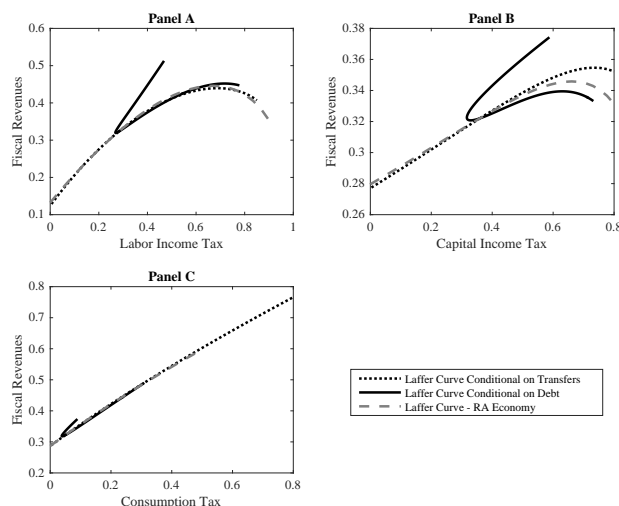 Panel A
0.6
0.5
0.4
0.3
0.2
0.1
Fiscal Revenues
0 0.2 0.4 0.6 0.8 1
Labor Income Tax
Panel B
0.38
0.36
0.34
0.32
0.3
0.28
0.26
Fiscal Revenues
0 0.2 0.4 0.6 0.8
Capital Income Tax
Panel C
0.8
0.7
0.6
0.5
0.4
0.3
0.2
Fiscal Revenues
0 0.2 0.4 0.6 0.8
Consumption Tax
Laffer Curve Conditional on Transfers
Laffer Curve Conditional on Debt
Laffer Curve - RA Economy